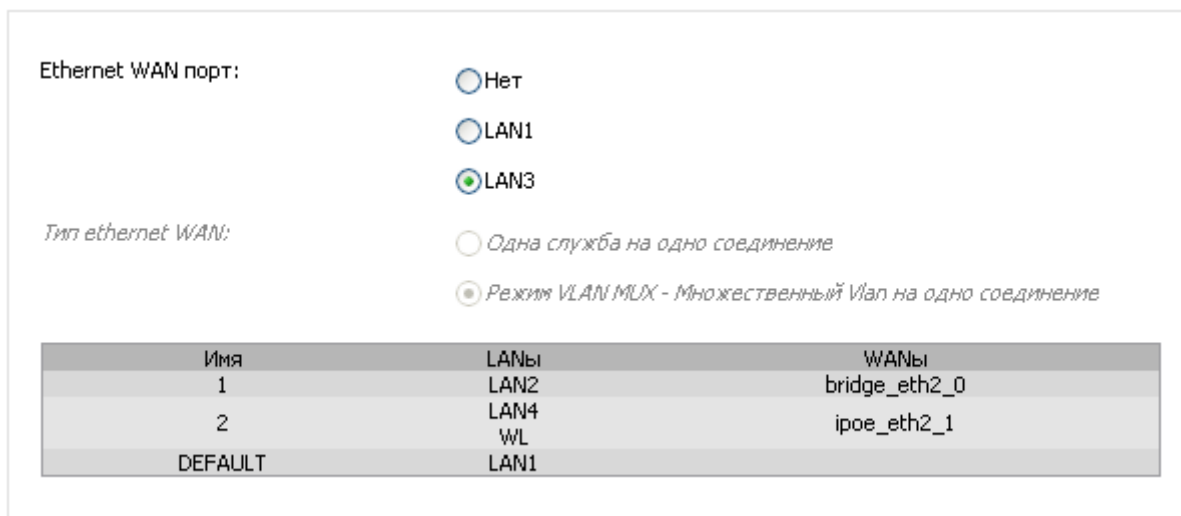 Ethernet WAN порт:
Нет
LAN1
LAN3
Тип ethernet WAN:
Одна служба на одно соединение
Режим VLAN MUX - Множественный Vlan на одно соединение
Имя LANы WANы
1 LAN2 bridge_eth2_0
2 LAN4 WL ipoe_eth2_1
DEFAULT LAN1